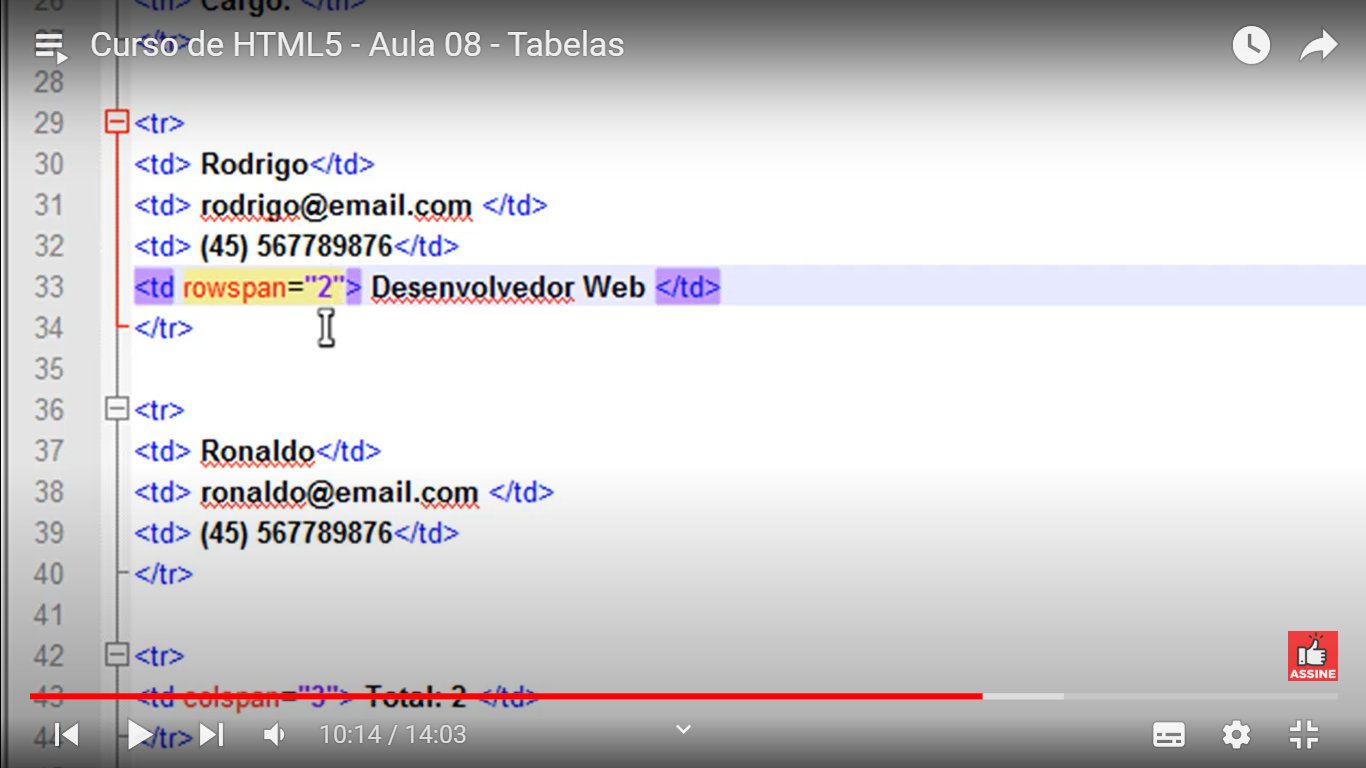 26 <th> Cargo: </th>
Curso de HTML5 - Aula 08 - Tabelas
27 </tr>
28
29 <tr>
30 <td> Rodrigo</td>
31 <td> rodrigo@email.com </td>
32 <td> (45) 567789876</td>
33 <td rowspan="2"> Desenvolvedor Web </td>
34 </tr>
35
36 <tr>
37 <td> Ronaldo</td>
38 <td> ronaldo@email.com </td>
39 <td> (45) 567789876</td>
40 </tr>
41
42 <tr>
ASSINE
43 <td colspan="3"> Total: 2 </td>
44 </tr>
10:14 / 14:03